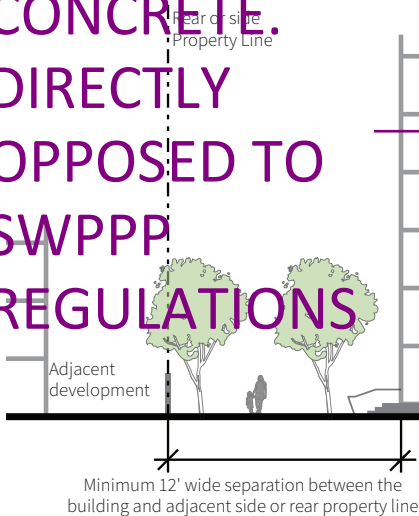 CONCRETE.
Rear or side
Property Line
DIRECTLY
OPPOSED TO
SWPPP
REGULATIONS
Adjacent
development
Minimum 12' wide separation between the
building and adjacent side or rear property line